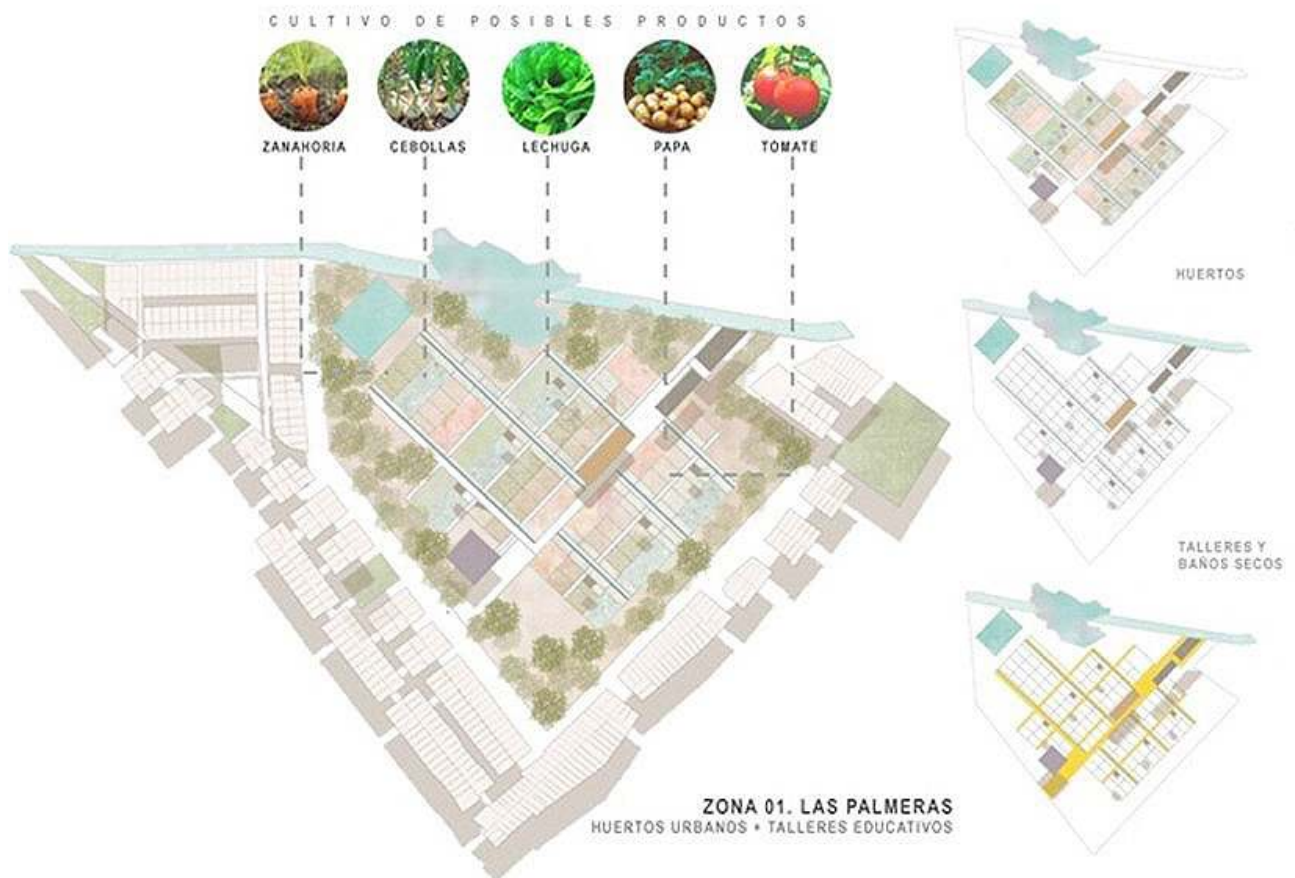 CULTIVO DE POSIBLES PRODUCTOS
ZANAHORIA
CEBOLLAS
LECHUGA
PAPA
TOMATE
HUERTOS
TALLERES Y
BAÑOS SECOS
ZONA 01. LAS PALMERAS
HUERTOS URBANOS + TALLERES EDUCATIVOS